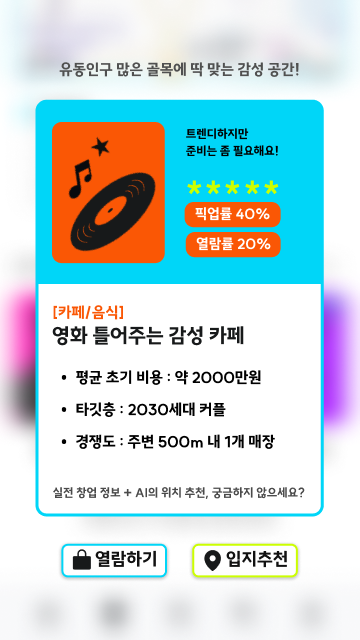 유동인구 많은 골목에 딱 맞는 감성 공간!
트렌디하지만
준비는 좀 필요해요!
*****
픽업률 40%
열람률 20%
[카페/음식]
영화 틀어주는 감성 카페
• 평균 초기 비용 : 약 2000만원
• 타깃층 : 2030세대 커플
• 경쟁도 : 주변 500m 내 1개 매장
실전 창업 정보 + AI의 위치 추천, 궁금하지 않으세요?
열람하기
입지추천